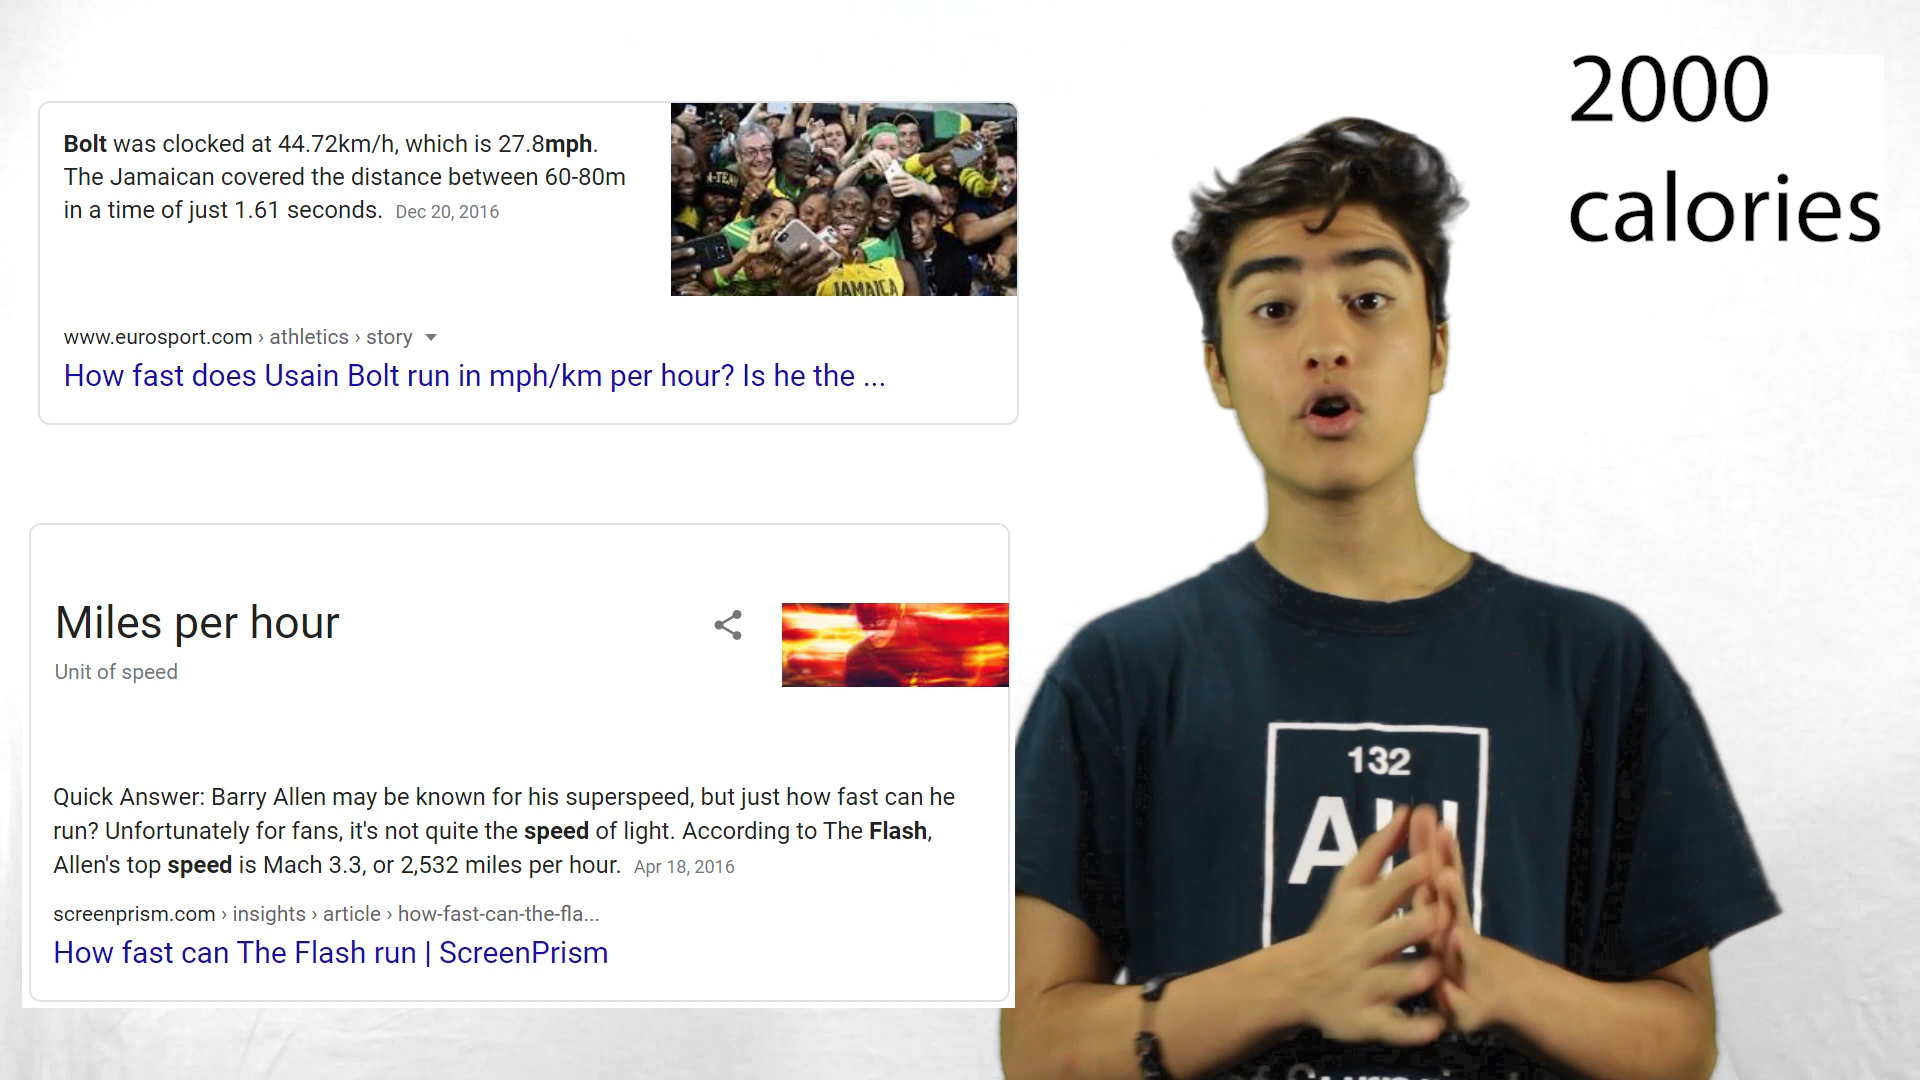 Bolt was clocked at 44.72km/h, which is 27.8mph.
The Jamaican covered the distance between 60-80m
in a time of just 1.61 seconds. Dec 20, 2016
JAMAICA
www.eurosport.com › athletics › story
How fast does Usain Bolt run in mph/km per hour? Is he the ...
Miles per hour
Unit of speed
Quick Answer: Barry Allen may be known for his superspeed, but just how fast can he
run? Unfortunately for fans, it's not quite the speed of light. According to The Flash,
Allen's top speed is Mach 3.3, or 2,532 miles per hour. Apr 18, 2016
screenprism.com › insights › article › how-fast-can-the-fla...
How fast can The Flash run | ScreenPrism
2000
calories
132